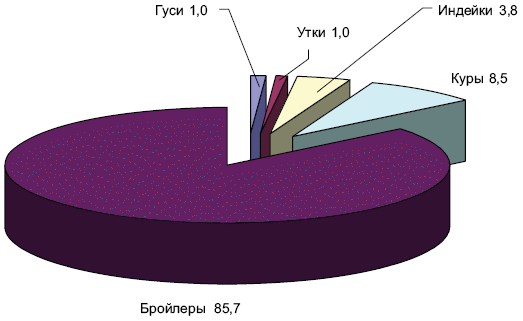 Гуси 1,0
Утки 1,0
Индейки 3,8
Куры 8,5
Бройлеры 85,7